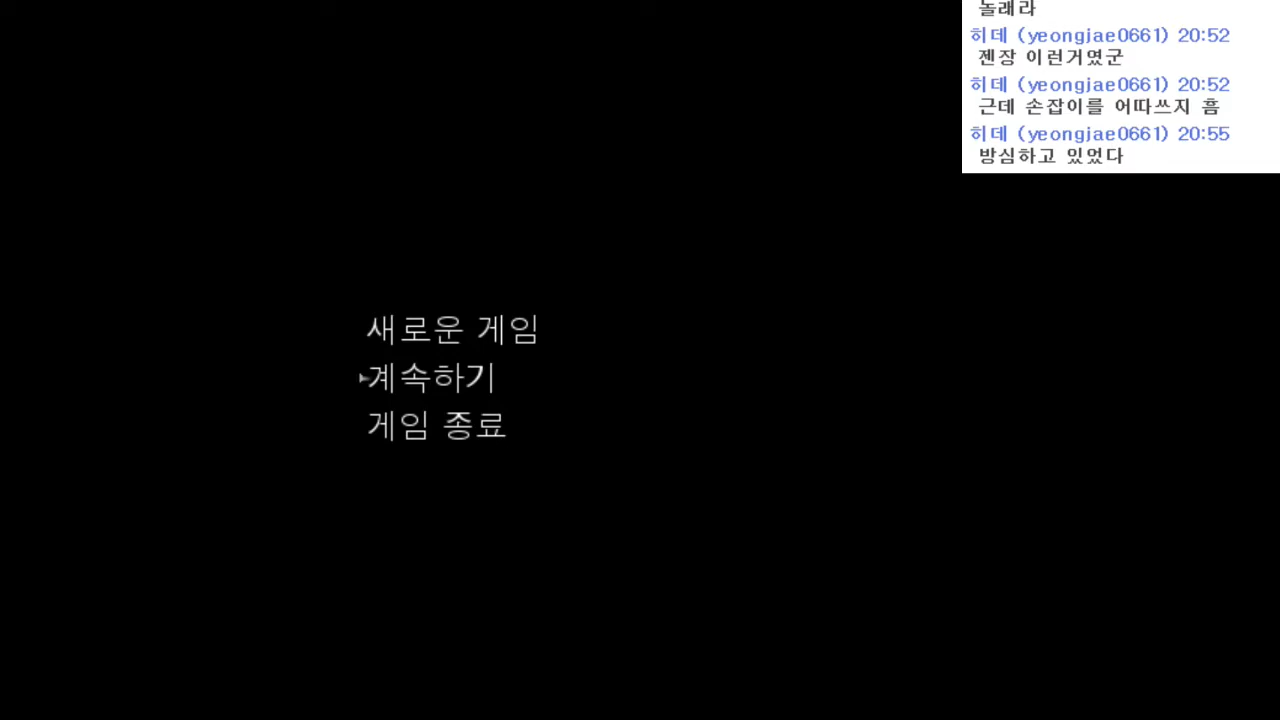 놀래라
히데 (yeongjae0661) 20:52
젠장 이런거였군
히데 (yeongjae0661) 20:52
근데 손잡이를 어따쓰지 흠
히데 (yeongjae0661) 20:55
방심하고 있었다
새로운 게임
계속하기
게임 종료